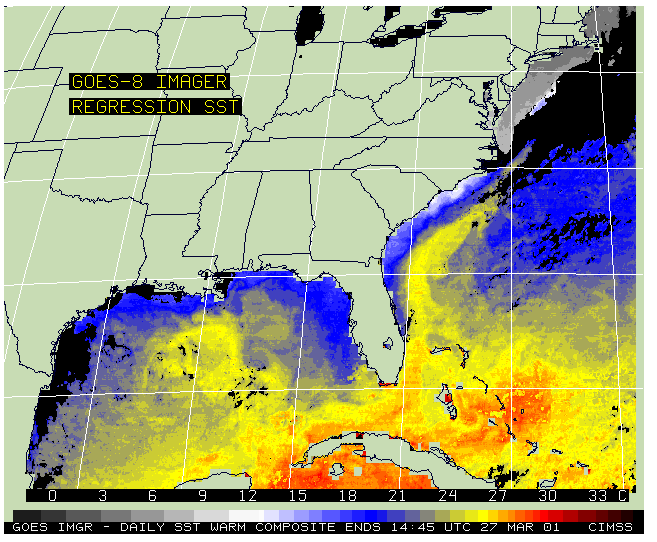 GOES-8 IMAGER
REGRESSION SST
0 3 6 9 12 15 18 21 24 27 30 33 C
GOES IMGR - DAILY SST WARM COMPOSITE ENDS 14:45 UTC 27 MAR 01 CIMSS